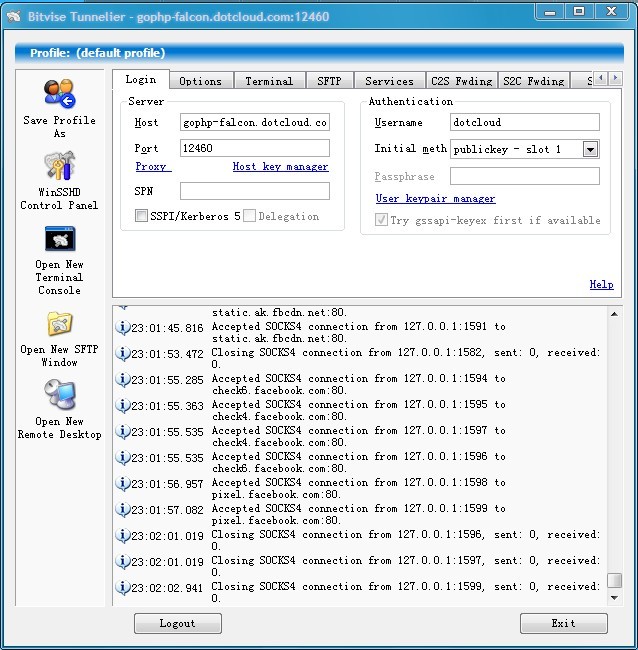 Bitvise Tunnelier - gophp-falcon.dotcloud.com:12460
Profile: (default profile)
Save Profile
As
WinSSHD
Control Panel
Open New
Terminal
Console
Open New SFTP
Window
Open New
Remote Desktop
Login
Options
Terminal
SFTP
Services
C2S Fwding
S2C Fwding
S
Server
Host
gophp-falcon.dotcloud.co
Port
12460
Proxy
Host key manager
SPN
SSPI/Kerberos 5
Delegation
Authentication
Username
dotcloud
Initial meth
publickey - slot 1
Passphrase
User keypair manager
Try gssapi-keyex first if available
Help
static.ak.fbcdn.net:80.
23:01:45.816 Accepted SOCKS4 connection from 127.0.0.1:1591 to
static.ak.fbcdn.net:80.
23:01:53.472 Closing SOCKS4 connection from 127.0.0.1:1582, sent: 0, received:
0.
23:01:55.285 Accepted SOCKS4 connection from 127.0.0.1:1594 to
check6.facebook.com:80.
23:01:55.363 Accepted SOCKS4 connection from 127.0.0.1:1595 to
check4.facebook.com:80.
23:01:55.535 Accepted SOCKS4 connection from 127.0.0.1:1597 to
check4.facebook.com:80.
23:01:55.535 Accepted SOCKS4 connection from 127.0.0.1:1596 to
check6.facebook.com:80.
23:01:56.957 Accepted SOCKS4 connection from 127.0.0.1:1598 to
pixel.facebook.com:80.
23:01:57.082 Accepted SOCKS4 connection from 127.0.0.1:1599 to
pixel.facebook.com:80.
23:02:01.019 Closing SOCKS4 connection from 127.0.0.1:1596, sent: 0, received:
0.
23:02:01.019 Closing SOCKS4 connection from 127.0.0.1:1597, sent: 0, received:
0.
23:02:02.941 Closing SOCKS4 connection from 127.0.0.1:1599, sent: 0, received:
0.
Logout
Exit